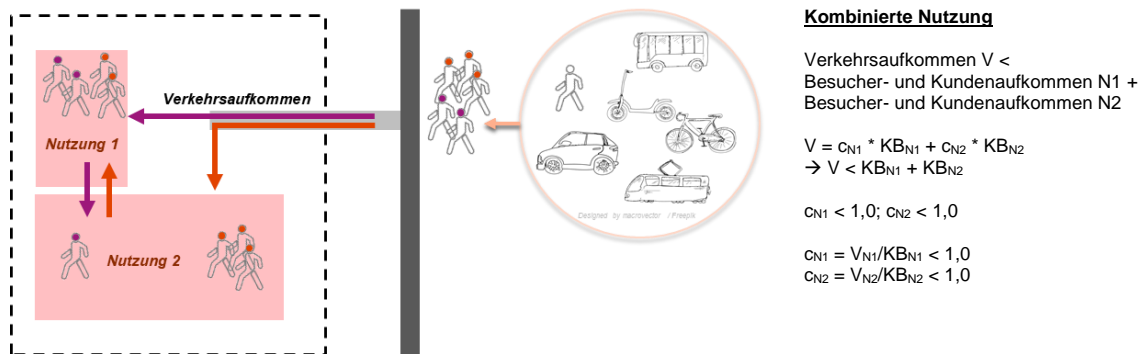 Verkehrsaufkommen
Nutzung 1
Nutzung 2
Designed by macrovector / Freepik
Kombinierte Nutzung
Verkehrsaufkommen V <
Besucher- und Kundenaufkommen N1 +
Besucher- und Kundenaufkommen N2
V = cN1 * KBN1 + cN2 * KBN2
→ V < KBN1 + KBN2
cN1 < 1,0; cN2 < 1,0
cN1 = VN1/KBN1 < 1,0
cN2 = VN2/KBN2 < 1,0